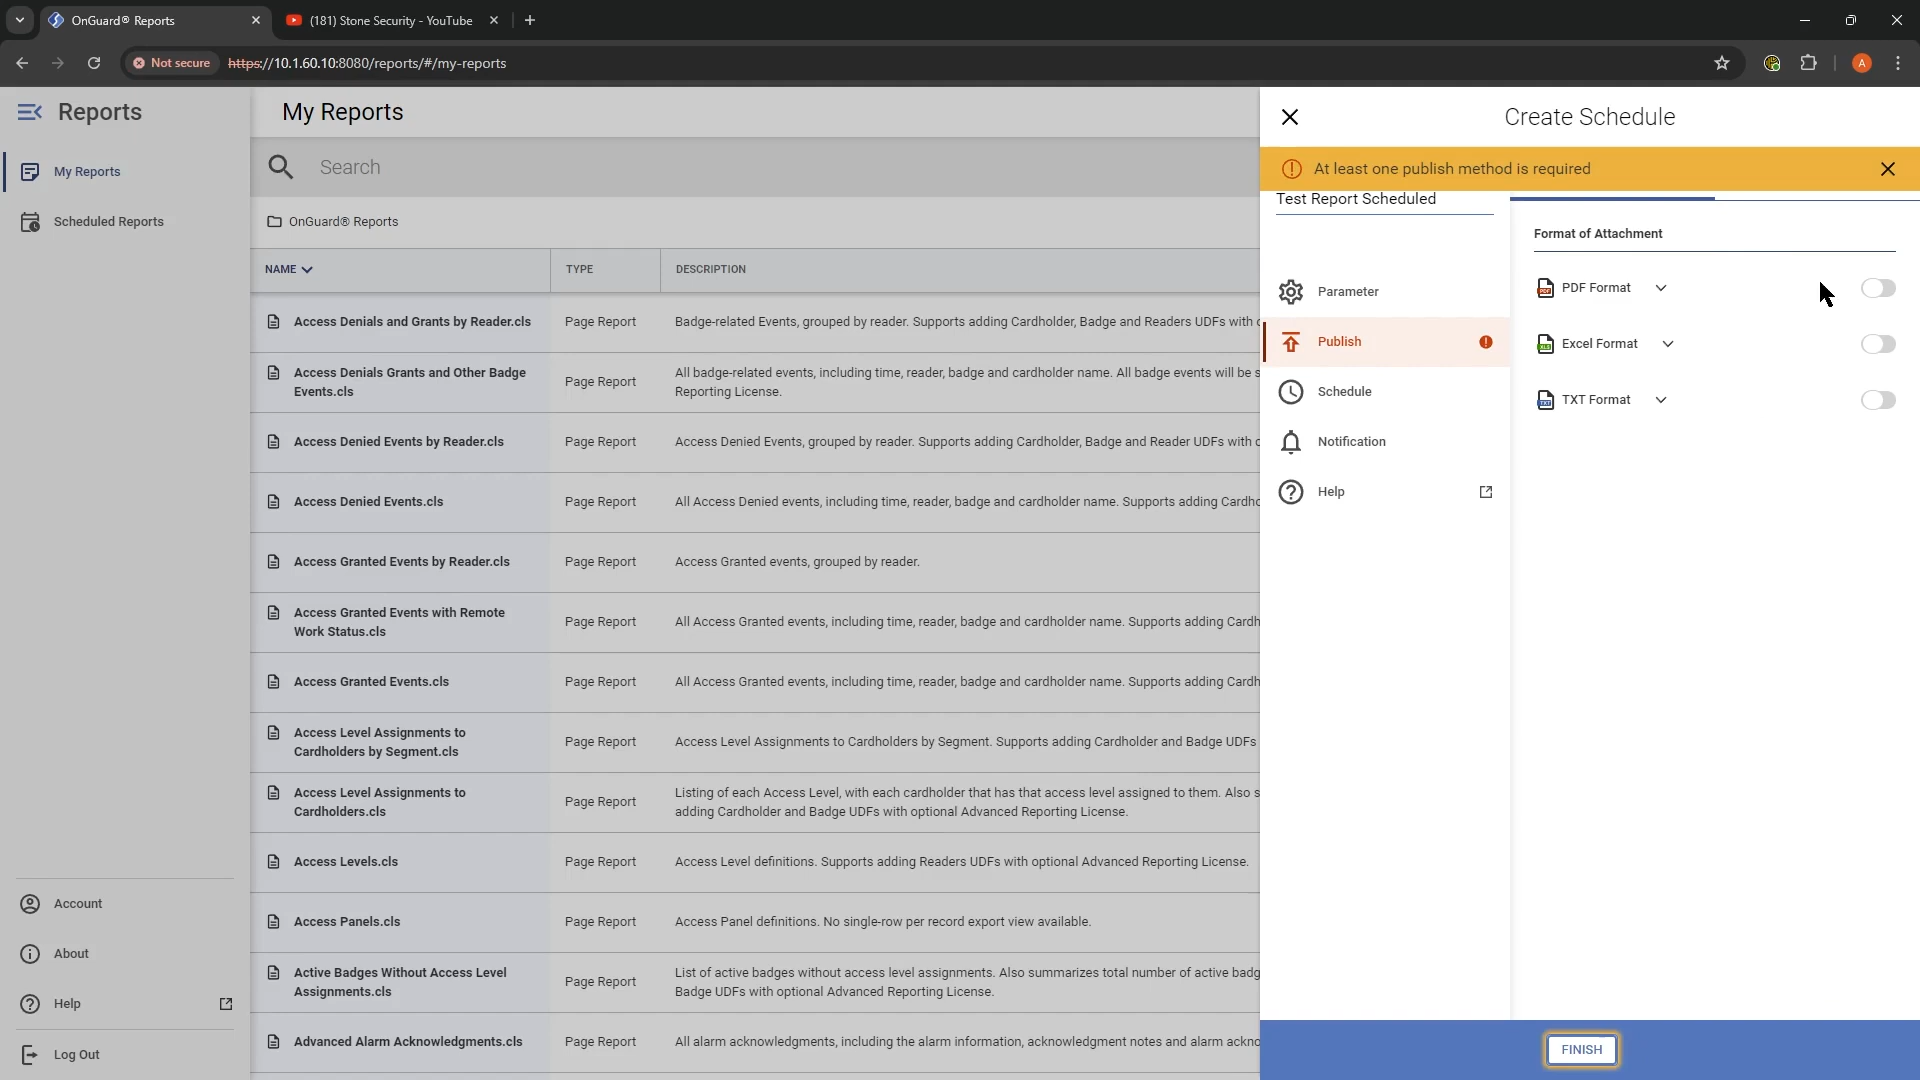 OnGuard® Reports
(181) Stone Security - YouTube
Not secure
https://10.1.60.10:8080/reports/#/my-reports
A
Reports
My Reports
Scheduled Reports
Account
About
Help
Log Out
My Reports
Search
OnGuard® Reports
NAME
TYPE
DESCRIPTION
Access Denials and Grants by Reader.cls
Page Report
Badge-related Events, grouped by reader. Supports adding Cardholder, Badge and Readers UDFs with
Access Denials Grants and Other Badge
Events.cls
Page Report
All badge-related events, including time, reader, badge and cardholder name. All badge events will be s
Reporting License.
Access Denied Events by Reader.cls
Page Report
Access Denied Events, grouped by reader. Supports adding Cardholder, Badge and Reader UDFs with
Access Denied Events.cls
Page Report
All Access Denied events, including time, reader, badge and cardholder name. Supports adding Cardho
Access Granted Events by Reader.cls
Page Report
Access Granted events, grouped by reader.
Access Granted Events with Remote
Work Status.cls
Page Report
All Access Granted events, including time, reader, badge and cardholder name. Supports adding Cardh
Access Granted Events.cls
Page Report
All Access Granted events, including time, reader, badge and cardholder name. Supports adding Cardh
Access Level Assignments to
Cardholders by Segment.cls
Page Report
Access Level Assignments to Cardholders by Segment. Supports adding Cardholder and Badge UDFs
Access Level Assignments to
Cardholders.cls
Page Report
Listing of each Access Level, with each cardholder that has that access level assigned to them. Also s
adding Cardholder and Badge UDFs with optional Advanced Reporting License.
Access Levels.cls
Page Report
Access Level definitions. Supports adding Readers UDFs with optional Advanced Reporting License.
Access Panels.cls
Page Report
Access Panel definitions. No single-row per record export view available.
Active Badges Without Access Level
Assignments.cls
Page Report
List of active badges without access level assignments. Also summarizes total number of active badg
Badge UDFs with optional Advanced Reporting License.
Advanced Alarm Acknowledgments.cls
Page Report
All alarm acknowledgments, including the alarm information, acknowledgment notes and alarm ackno
Create Schedule
At least one publish method is required
Test Report Scheduled
Parameter
Publish
Schedule
Notification
Help
Format of Attachment
PDF Format
Excel Format
TXT Format
FINISH